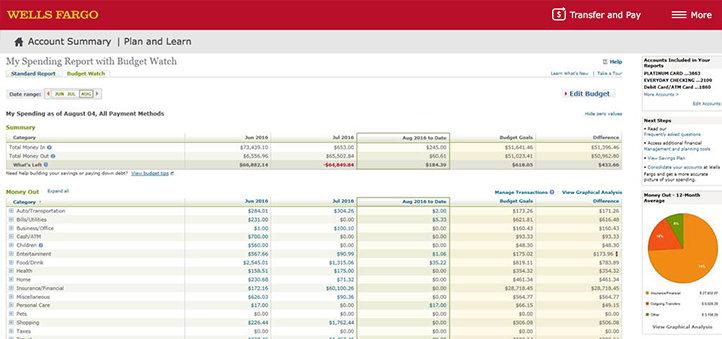 WELLS FARGO
Transfer and Pay
More
Account Summary | Plan and Learn
My Spending Report with Budget Watch
Help
Standard Report Budget Watch
Learn What's New | Take a Tour
Date range: JUN JUL AUG
Edit Budget
My Spending as of August 04, All Payment Methods
Hide zero values
Summary
Category Jun 2016 Jul 2016 Aug 2016 to Date Budget Goals Difference
Total Money In $73,439.10 $653.00 $245.00 $51,641.46 $51,396.46
Total Money Out $6,556.96 $65,502.84 $60.61 $51,023.41 $50,962.80
What's Left $66,882.14 -$64,849.84 $184.39 $618.05 $433.66
Need help building your savings or paying down debt? View budget tips
Money Out Expand all
Manage Transactions View Graphical Analysis
Category Jun 2016 Jul 2016 Aug 2016 to Date Budget Goals Difference
Auto/Transportation $284.01 $304.26 $2.00 $173.26 $171.26
Bills/Utilities $231.00 $0.00 $5.33 $621.81 $616.48
Business/Office $1.00 $100.10 $0.00 $160.43 $160.43
Cash/ATM $700.00 $0.00 $0.00 $93.33 $93.33
Children $560.00 $0.00 $0.00 $48.30 $48.30
Entertainment $567.66 $90.99 $1.06 $175.02 $173.96
Food/Drink $2,545.01 $1,315.06 $35.22 $819.11 $783.89
Health $158.51 $175.00 $0.00 $354.32 $354.32
Home $230.68 $71.32 $0.00 $461.34 $461.34
Insurance/Financial $172.16 $60,100.26 $0.00 $28,718.45 $28,718.45
Miscellaneous $626.03 $90.36 $0.00 $564.77 $564.77
Personal Care $17.00 $0.00 $17.00 $66.15 $49.15
Pets $0.00 $0.00 $0.00 $0.00 $0.00
Shopping $226.44 $1,762.44 $0.00 $506.08 $506.08
Taxes $0.00 $0.00 $0.00 $0.00 $0.00
Accounts Included in Your
Reports
PLATINUM CARD ...3863
EVERYDAY CHECKING ...2109
Debit Card/ATM Card ...1860
More Accounts >
Edit Accounts
Next Steps
Read our
Frequently asked questions
Access additional financial
Management and planning tools
View Savings Plan
Consolidate your accounts at Wells
Fargo and get a more accurate
picture of your spending.
Money Out - 12-Month
Average
Insurance/Financial
Outgoing Transfers
Other
View Graphical Analysis